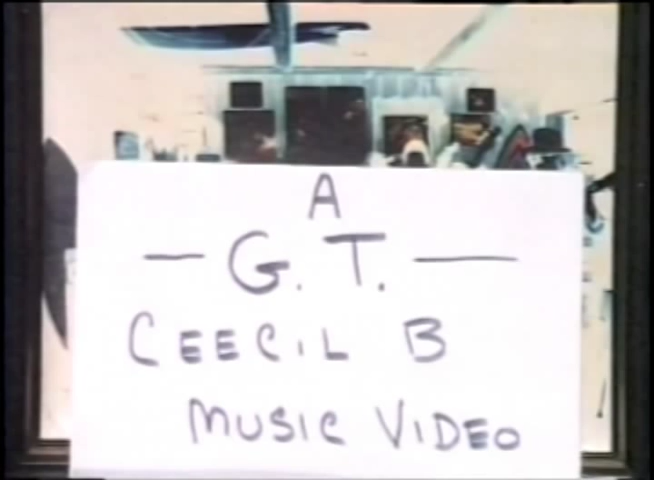 A
— G. T. —
CEECIL B
MUSIC VIDEO